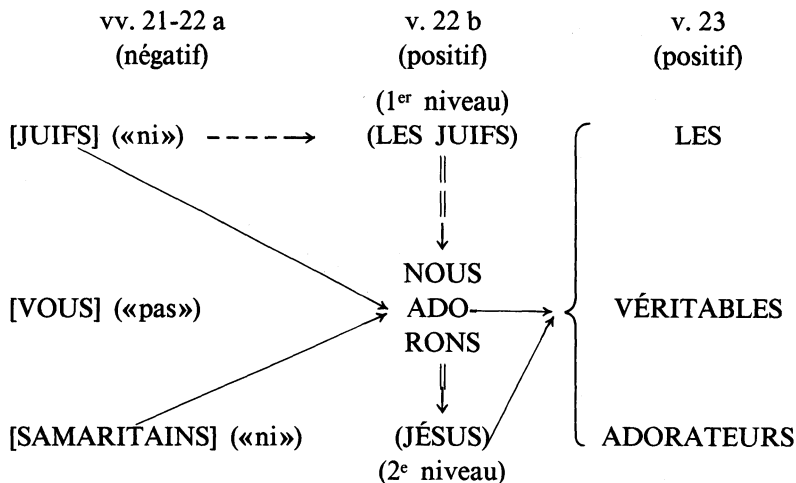 vv. 21-22 a v. 22 b v. 23
(négatif) (positif) (positif)
(1er niveau)
[JUIFS] («ni») (LES JUIFS) LES
NOUS
[VOUS] («pas») ADO- VÉRITABLES
RONS
[SAMARITAINS] («ni») (JÉSUS) ADORATEURS
(2e niveau)